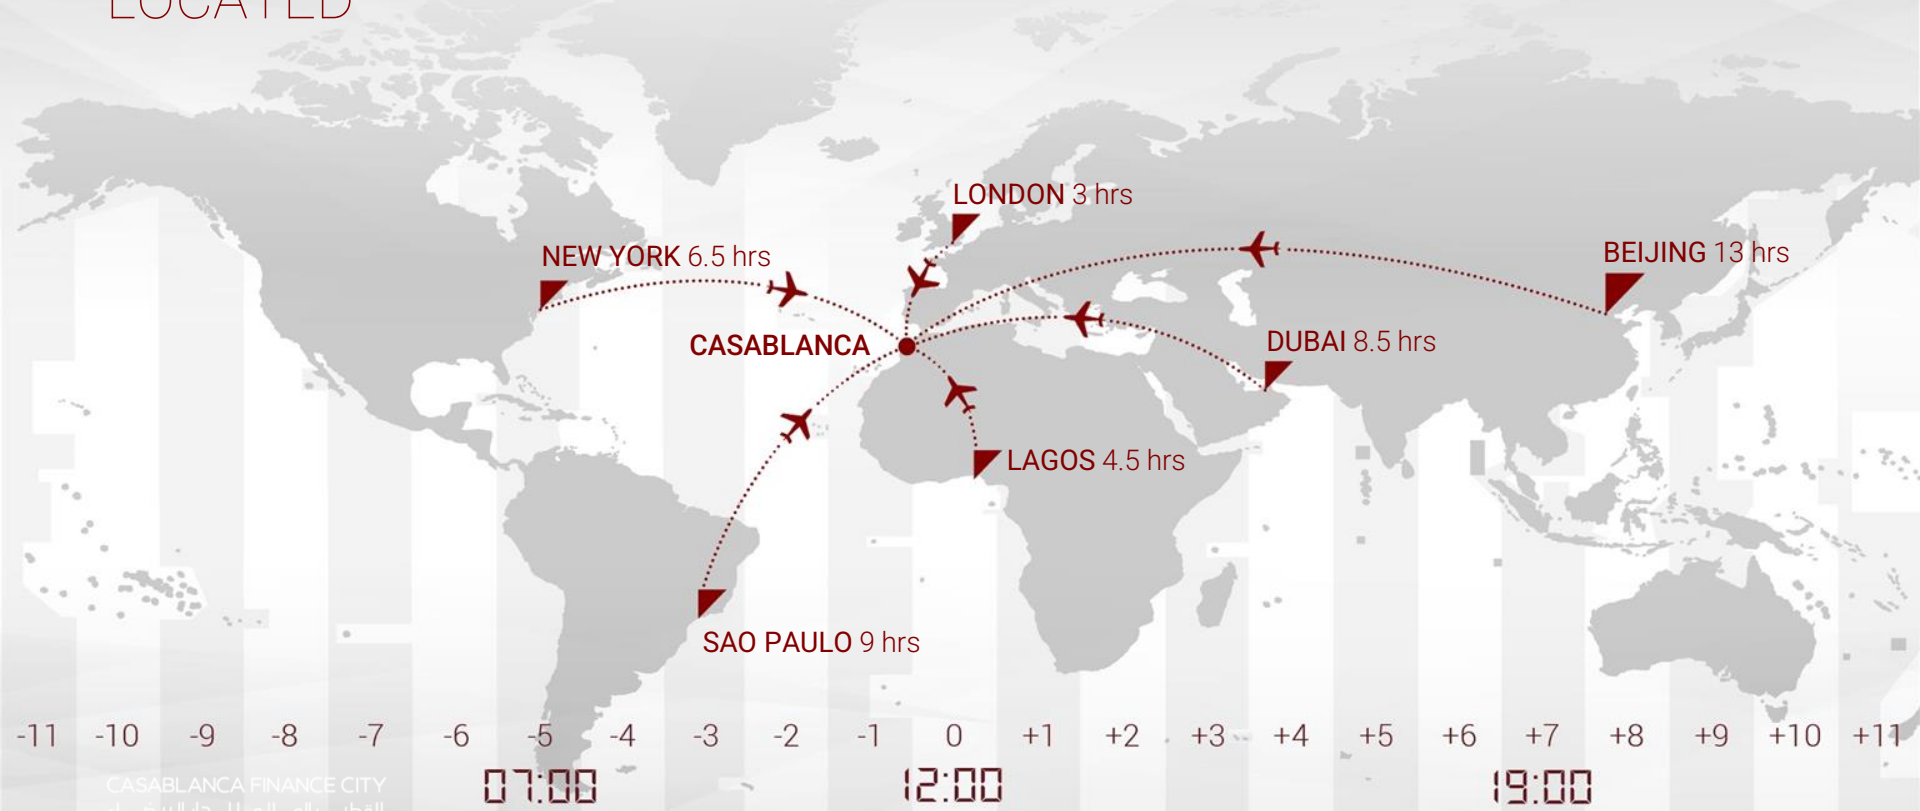 LOCATED
LONDON 3 hrs
NEW YORK 6.5 hrs
BEIJING 13 hrs
CASABLANCA
DUBAI 8.5 hrs
LAGOS 4.5 hrs
SAO PAULO 9 hrs
-11 -10 -9 -8 -7 -6 -5 -4 -3 -2 -1 0 +1 +2 +3 +4 +5 +6 +7 +8 +9 +10 +11
07:00 12:00 19:00
CASABLANCA FINANCE CITY